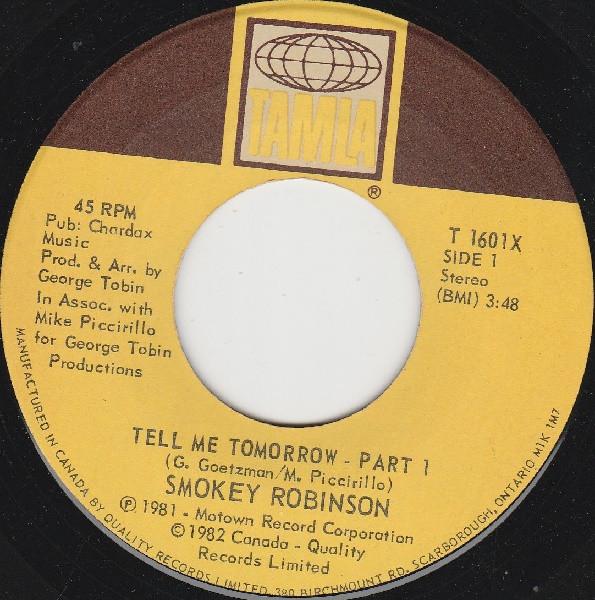 TAMLA
®
45 RPM
Pub: Chardax
Music
Prod. & Arr. by
George Tobin
In Assoc. with
Mike Piccirillo
for George Tobin
Productions
T 1601X
SIDE 1
Stereo
(BMI) 3:48
TELL ME TOMORROW - PART 1
(G. Goetzman/M. Piccirillo)
SMOKEY ROBINSON
℗ 1981 - Motown Record Corporation
© 1982 Canada - Quality
Records Limited
MANUFACTURED IN CANADA BY QUALITY RECORDS LIMITED, 380 BIRCHMOUNT RD. SCARBOROUGH, ONTARIO M1K 1M7